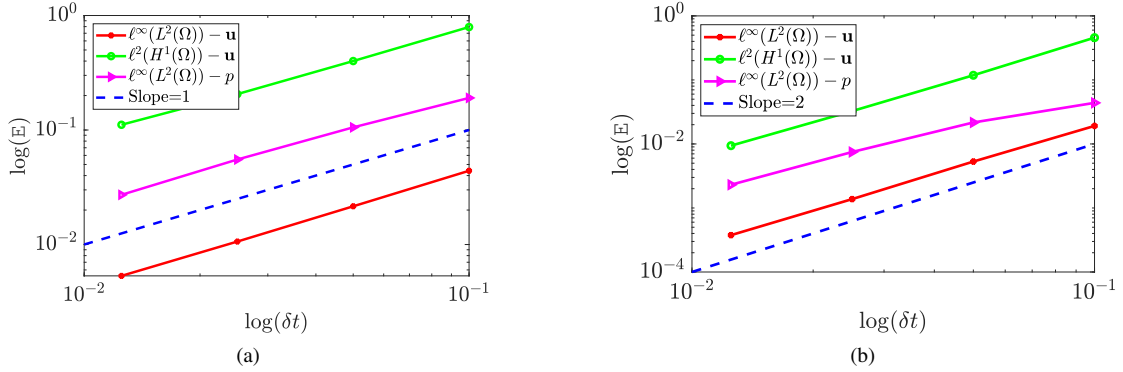 10^0
10^-1
10^-2
log(𝔼)
ℓ^∞(L^2(Ω)) − u
ℓ^2(H^1(Ω)) − u
ℓ^∞(L^2(Ω)) − p
Slope=1
10^-2
10^-1
log(δt)
(a)
10^0
10^-2
10^-4
log(𝔼)
ℓ^∞(L^2(Ω)) − u
ℓ^2(H^1(Ω)) − u
ℓ^∞(L^2(Ω)) − p
Slope=2
10^-2
10^-1
log(δt)
(b)